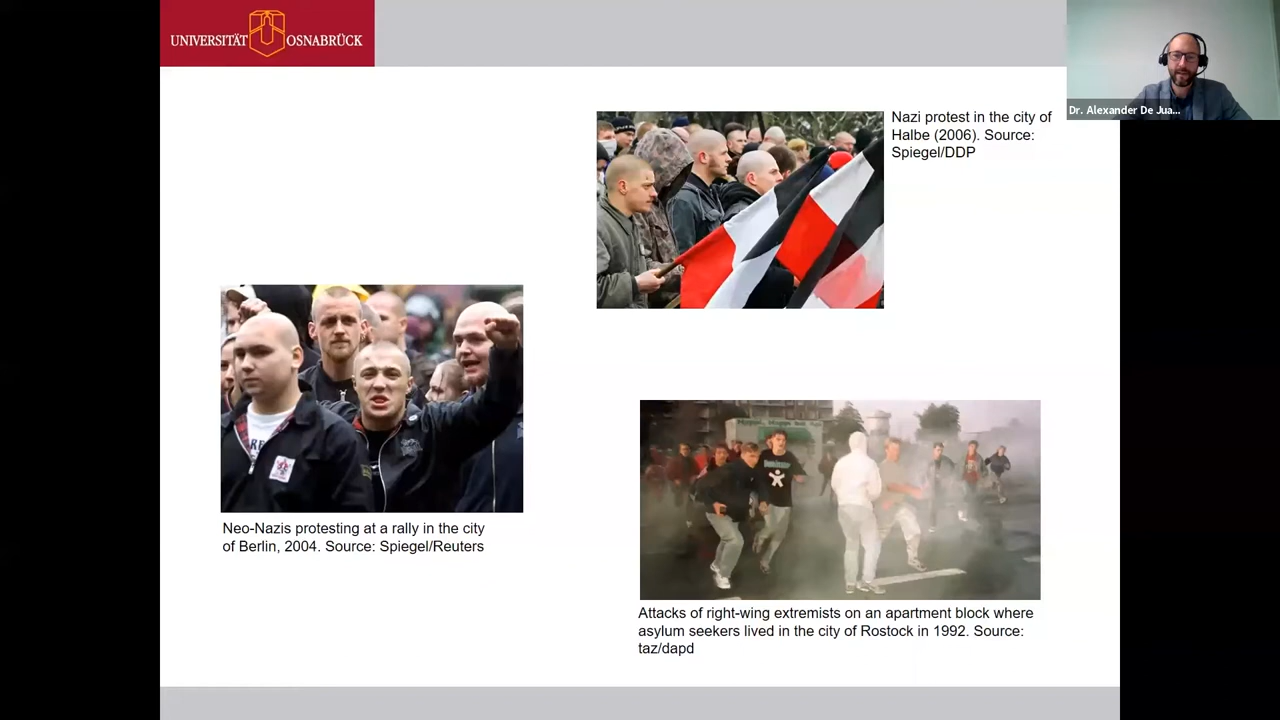 UNIVERSITÄT OSNABRÜCK
Dr. Alexander De Jua...
Nazi protest in the city of
Halbe (2006). Source:
Spiegel/DDP
Neo-Nazis protesting at a rally in the city
of Berlin, 2004. Source: Spiegel/Reuters
Attacks of right-wing extremists on an apartment block where
asylum seekers lived in the city of Rostock in 1992. Source:
taz/dapd